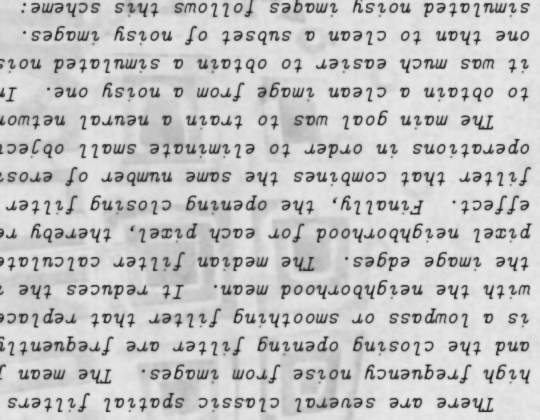 There are several classic spatial filters
high frequency noise from images. The mean
and the closing opening filter are frequently
is a lowpass or smoothing filter that replace
with the neighborhood mean. It reduces the
the image edges. The median filter calculate
pixel neighborhood for each pixel, thereby re
effect. Finally, the opening closing filter
filter that combines the same number of erosi
operations in order to eliminate small objec
The main goal was to train a neural networ
to obtain a clean image from a noisy one. In
it was much easier to obtain a simulated nois
one than to clean a subset of noisy images.
simulated noisy images follows this scheme: